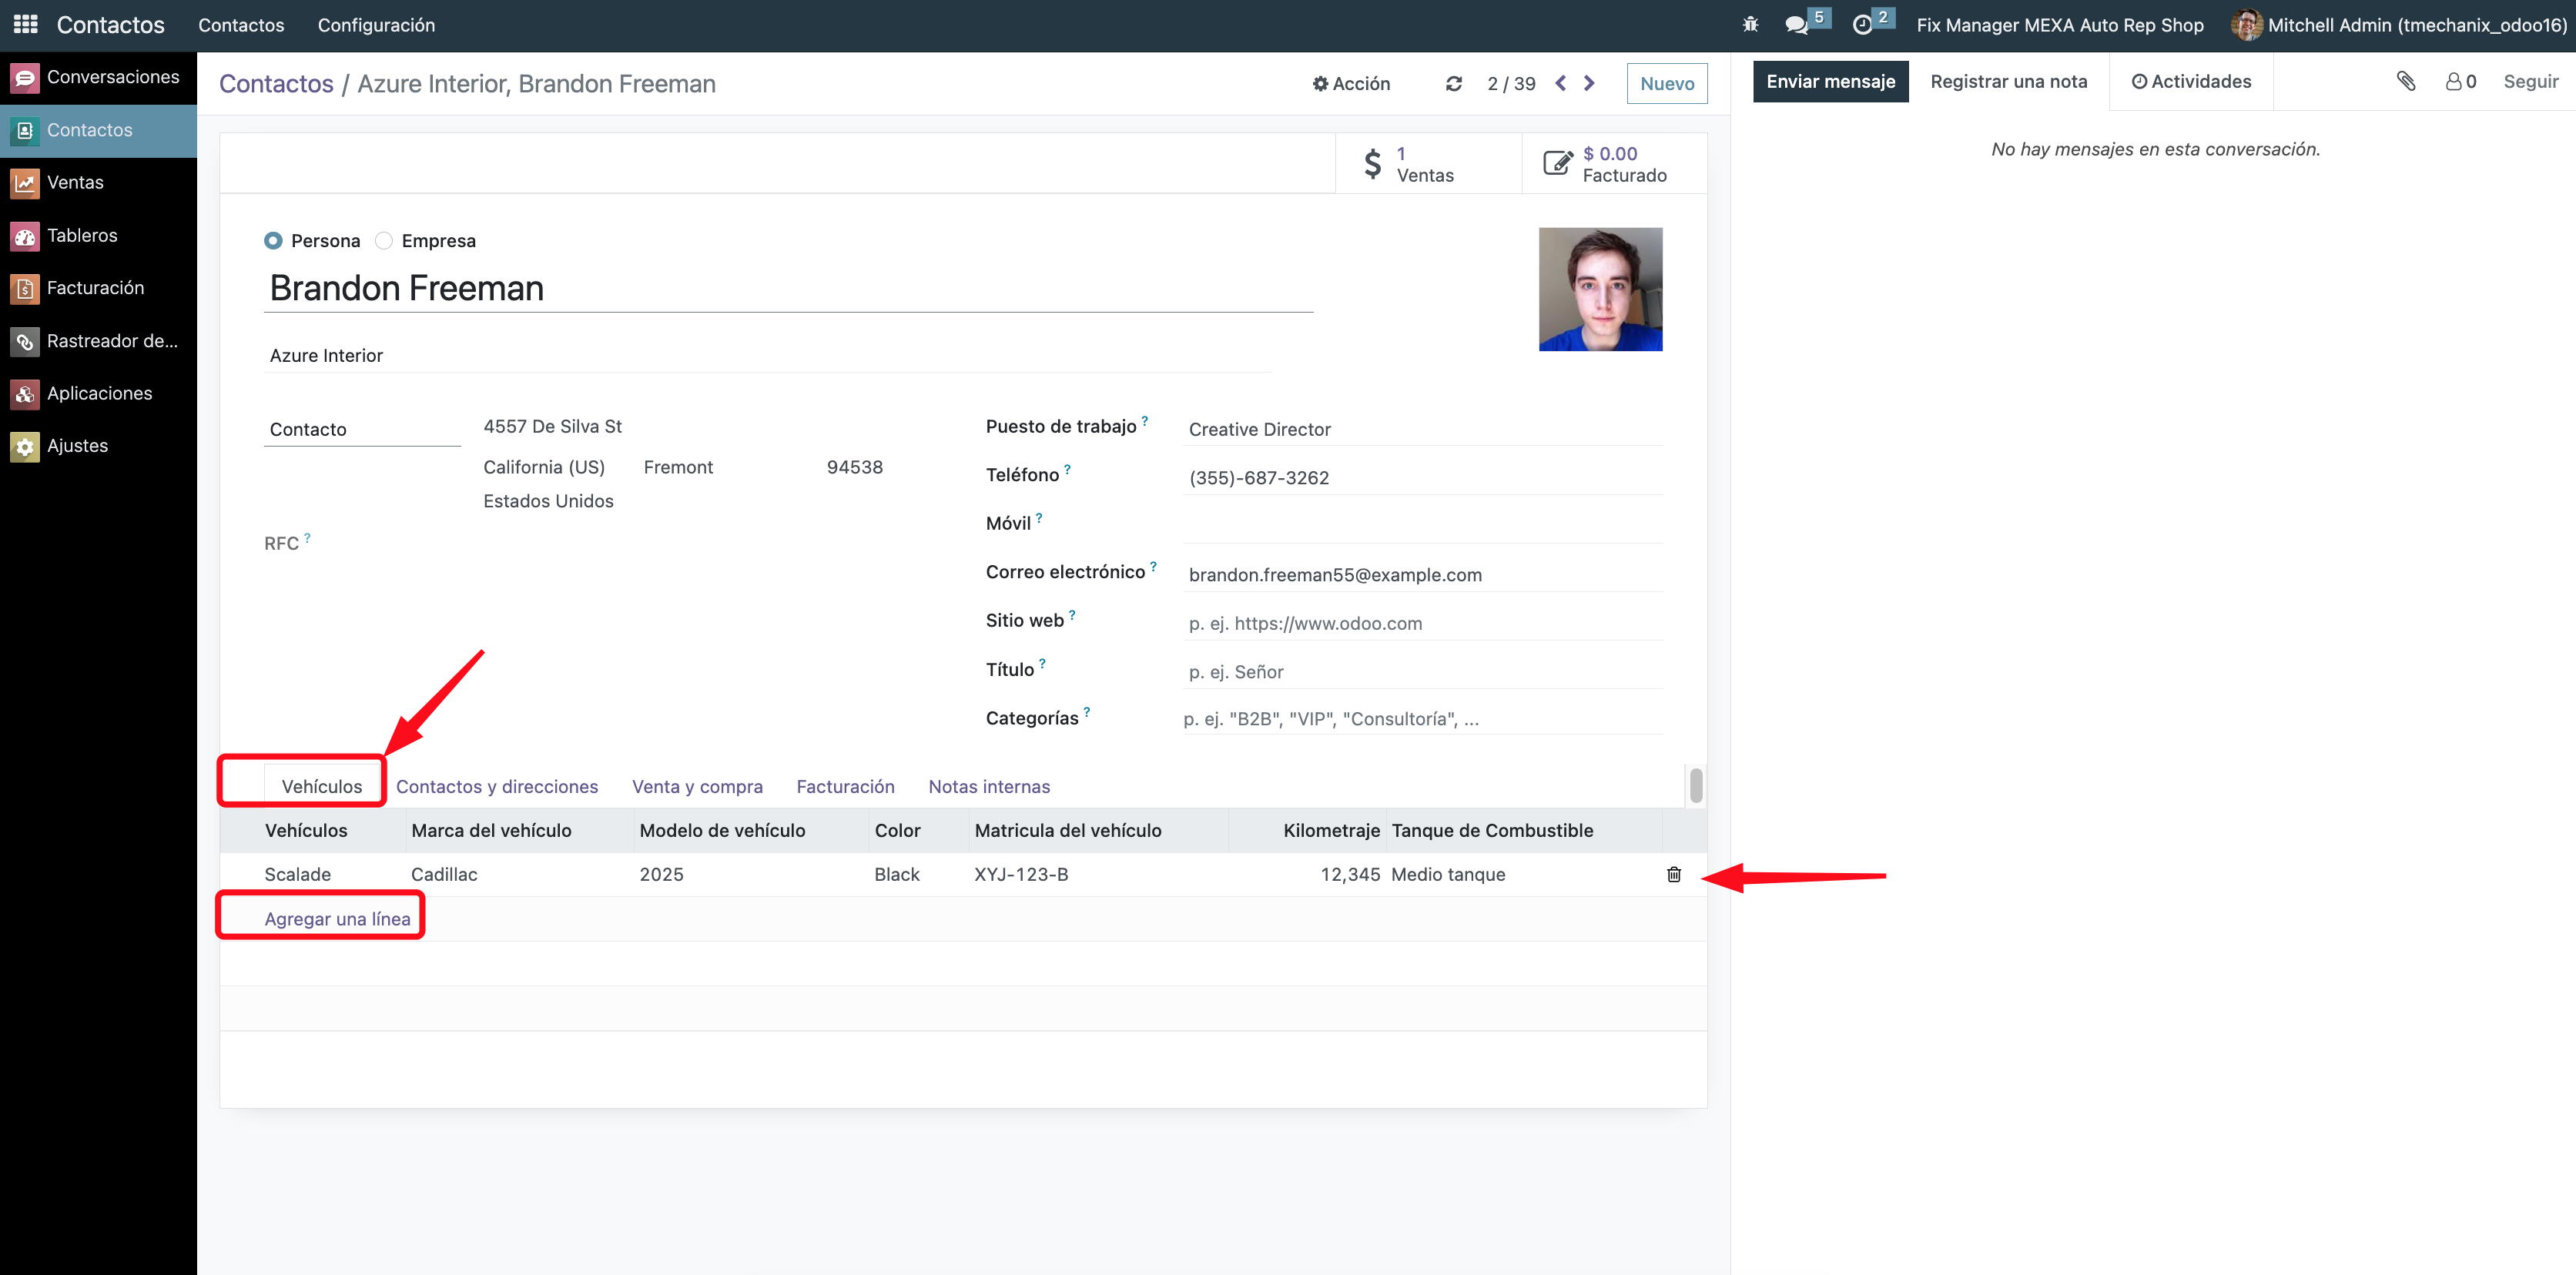 Contactos Contactos Configuración 5 2 Fix Manager MEXA Auto Rep Shop Mitchell Admin (tmechanix_odoo16)
Conversaciones
Contactos
Ventas
Tableros
Facturación
Rastreador de...
Aplicaciones
Ajustes
Contactos / Azure Interior, Brandon Freeman Acción 2 / 39 Nuevo
Enviar mensaje Registrar una nota Actividades 0 Seguir
No hay mensajes en esta conversación.
$ 1 Ventas
$ 0.00 Facturado
Persona Empresa
Brandon Freeman
Azure Interior
Contacto
4557 De Silva St
California (US) Fremont 94538
Estados Unidos
RFC ?
Puesto de trabajo ? Creative Director
Teléfono ? (355)-687-3262
Móvil ?
Correo electrónico ? brandon.freeman55@example.com
Sitio web ? p. ej. https://www.odoo.com
Título ? p. ej. Señor
Categorías ? p. ej. "B2B", "VIP", "Consultoría", ...
Vehículos Contactos y direcciones Venta y compra Facturación Notas internas
Vehículos Marca del vehículo Modelo de vehículo Color Matricula del vehículo Kilometraje Tanque de Combustible
Scalade Cadillac 2025 Black XYJ-123-B 12,345 Medio tanque
Agregar una línea